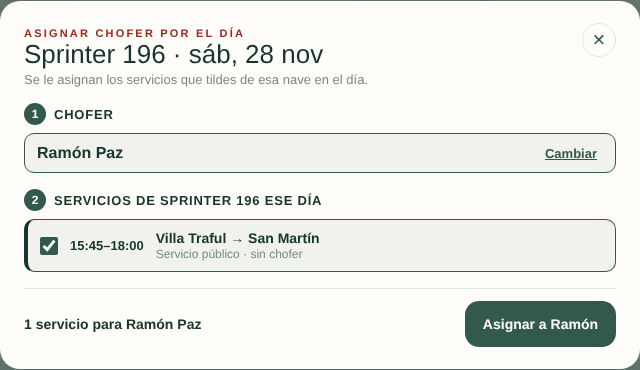 ASIGNAR CHOFER POR EL DÍA
Sprinter 196 · sáb, 28 nov
Se le asignan los servicios que tildes de esa nave en el día.
✕
1 CHOFER
Ramón Paz Cambiar
2 SERVICIOS DE SPRINTER 196 ESE DÍA
15:45–18:00 Villa Traful → San Martín
Servicio público · sin chofer
1 servicio para Ramón Paz
Asignar a Ramón